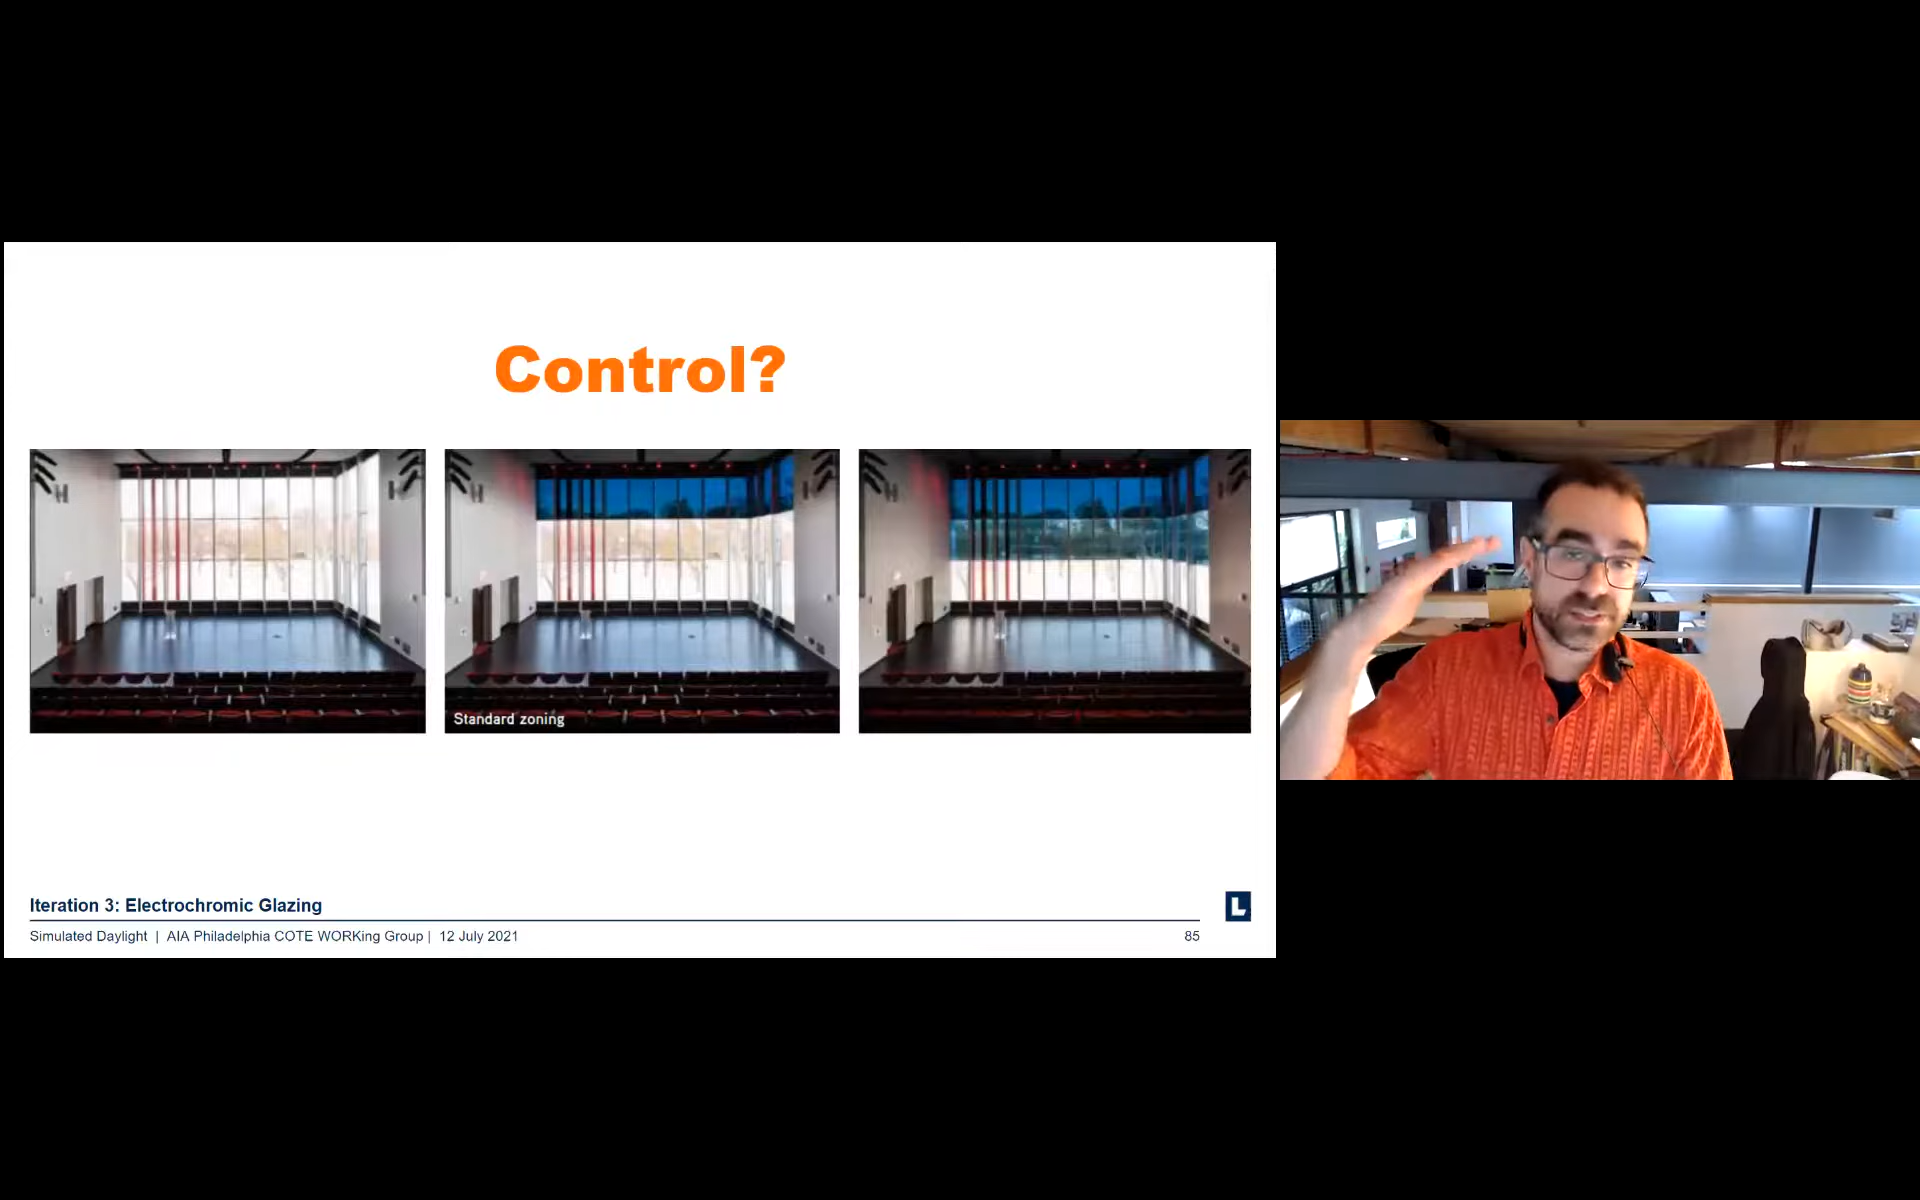 Control?
Standard zoning
Iteration 3: Electrochromic Glazing
L
Simulated Daylight | AIA Philadelphia COTE WORKing Group | 12 July 2021
85